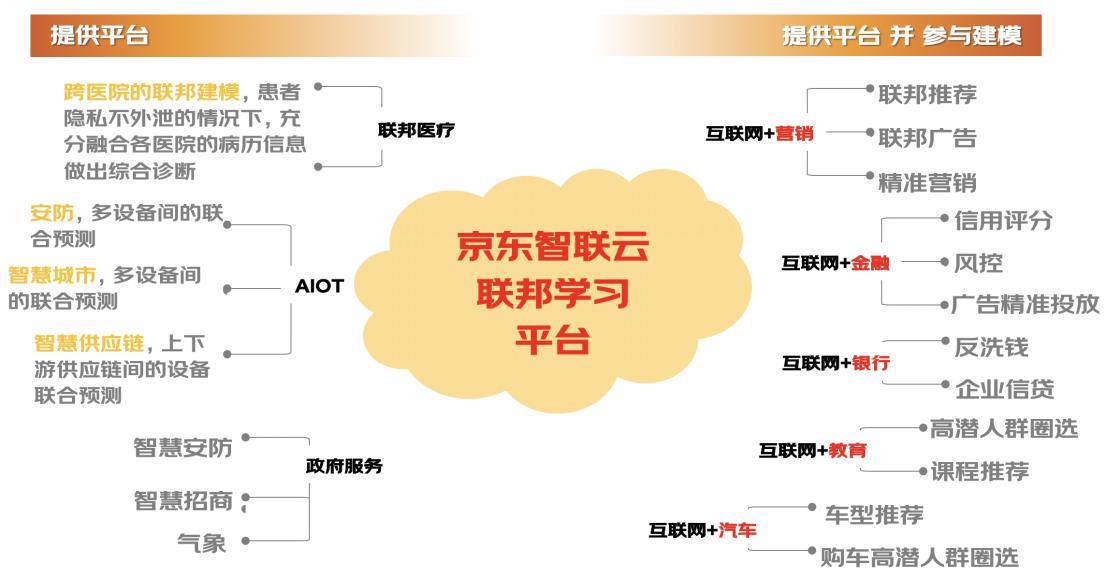 提供平台
提供平台 并 参与建模
跨医院的联邦建模，患者
隐私不外泄的情况下，充
分融合各医院的病历信息
做出综合诊断
联邦医疗
安防，多设备间的联
合预测
智慧城市，多设备间
的联合预测
智慧供应链，上下
游供应链间的设备
联合预测
AIOT
智慧安防
智慧招商
气象
政府服务
京东智联云
联邦学习
平台
互联网+营销
联邦推荐
联邦广告
精准营销
互联网+金融
信用评分
风控
广告精准投放
互联网+银行
反洗钱
企业信贷
互联网+教育
高潜人群圈选
课程推荐
互联网+汽车
车型推荐
购车高潜人群圈选